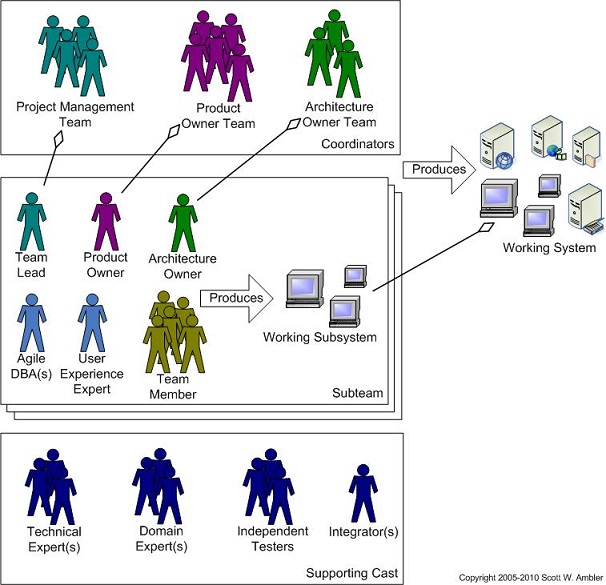 Project Management
Team
Product
Owner Team
Architecture
Owner Team
Coordinators
Produces
Working System
Team
Lead
Product
Owner
Architecture
Owner
Produces
Working Subsystem
Agile
DBA(s)
User
Experience
Expert
Team
Member
Subteam
Technical
Expert(s)
Domain
Expert(s)
Independent
Testers
Integrator(s)
Supporting Cast
Copyright 2005-2010 Scott W. Ambler